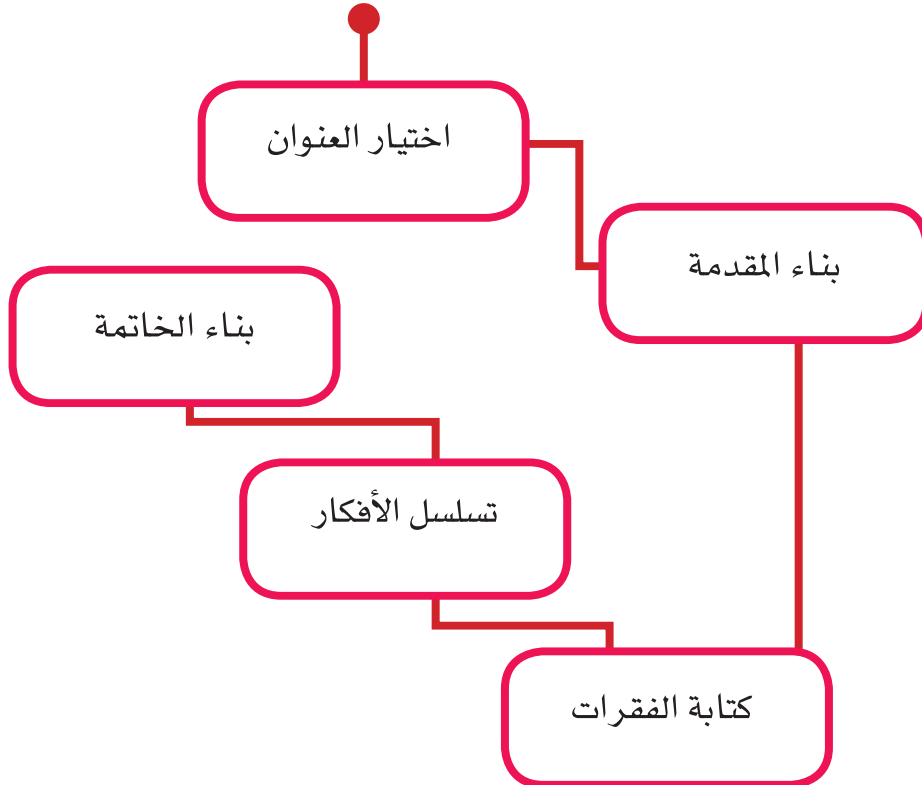 اختيار العنوان
بناء المقدمة
بناء الخاتمة
تسلسل الأفكار
كتابة الفقرات